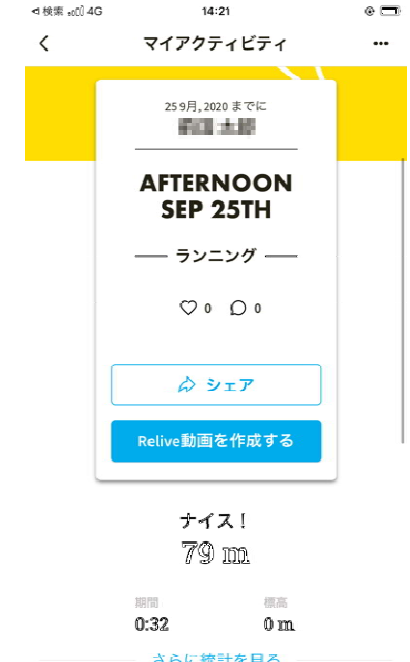 検索 4G
14:21
マイアクティビティ
25 9月, 2020 までに
AFTERNOON
SEP 25TH
ランニング
0 0
シェア
Relive動画を作成する
ナイス！
79 m
期間 標高
0:32 0 m
さらに統計を見る